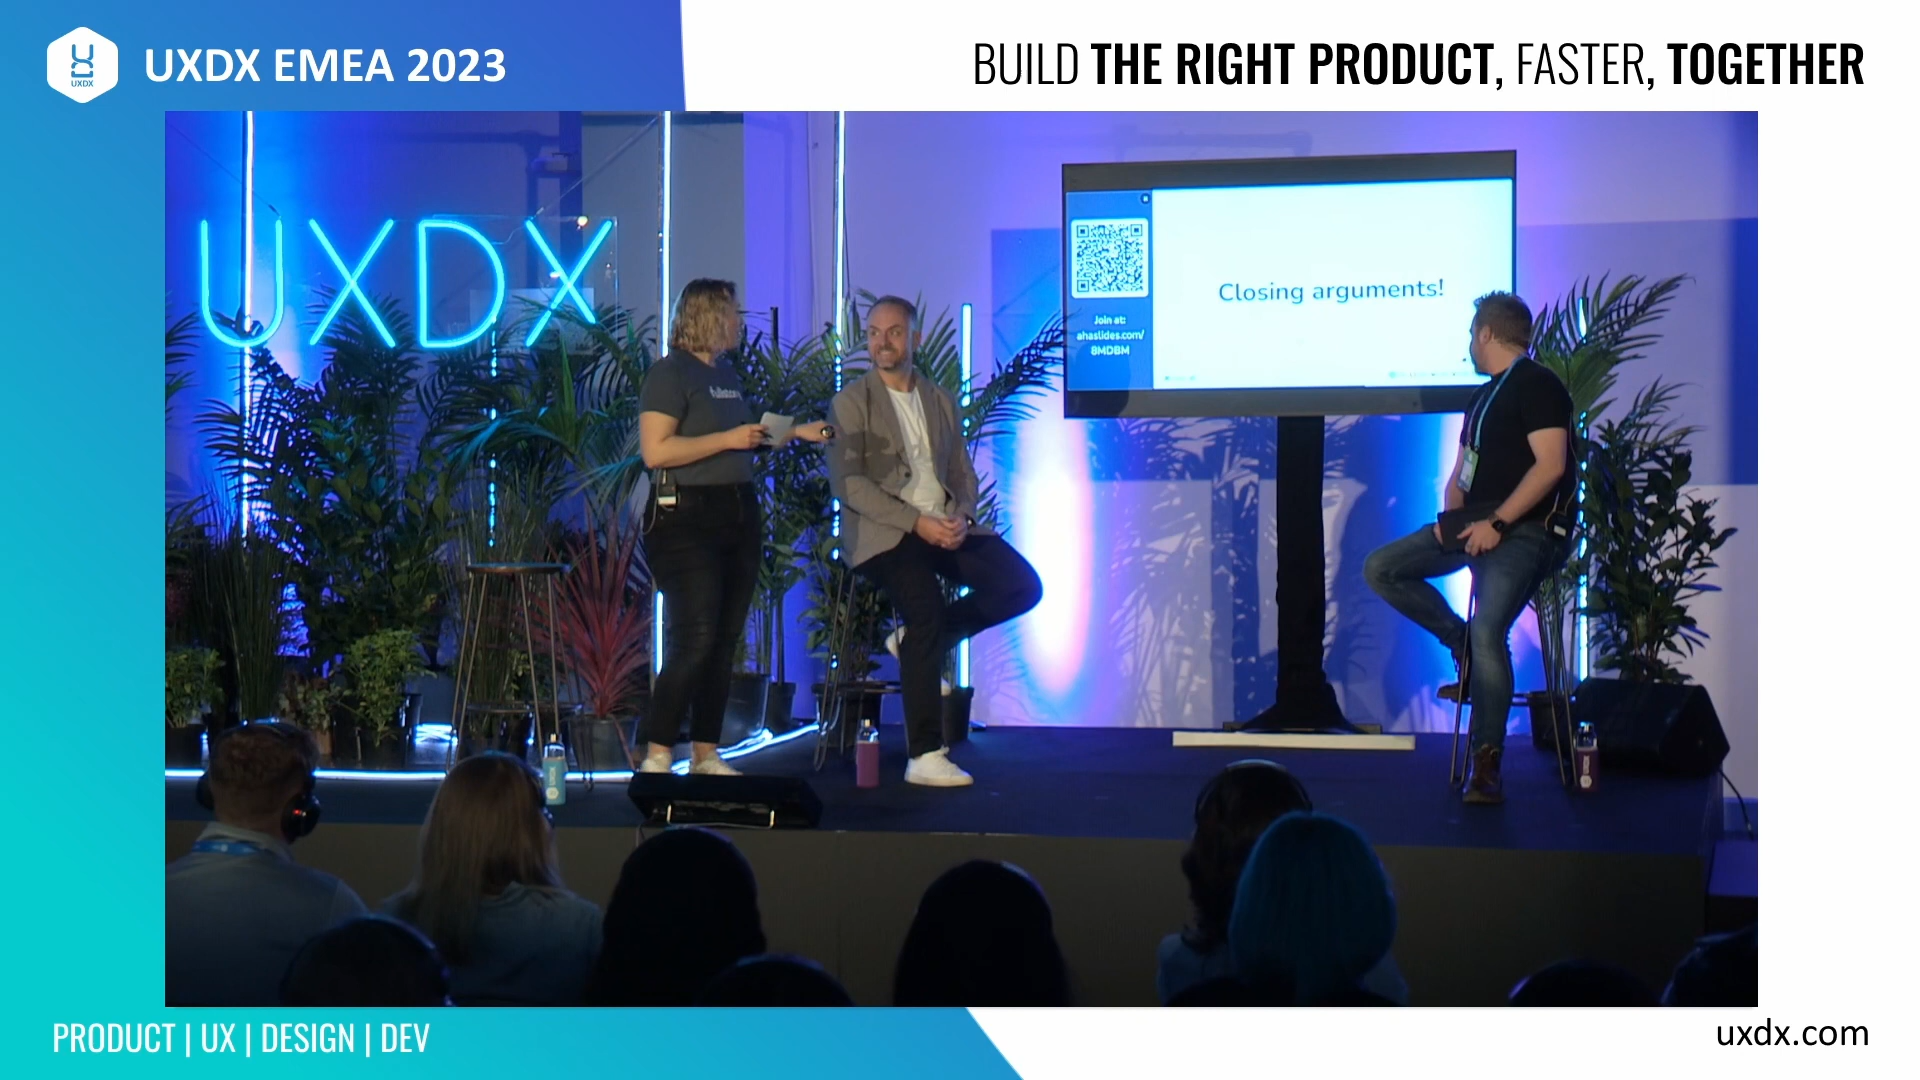 UXDX
UXDX EMEA 2023
BUILD THE RIGHT PRODUCT, FASTER, TOGETHER
UXDX
Closing arguments!
Join at:
ahaslides.com/
8MDBM
PRODUCT | UX | DESIGN | DEV
uxdx.com